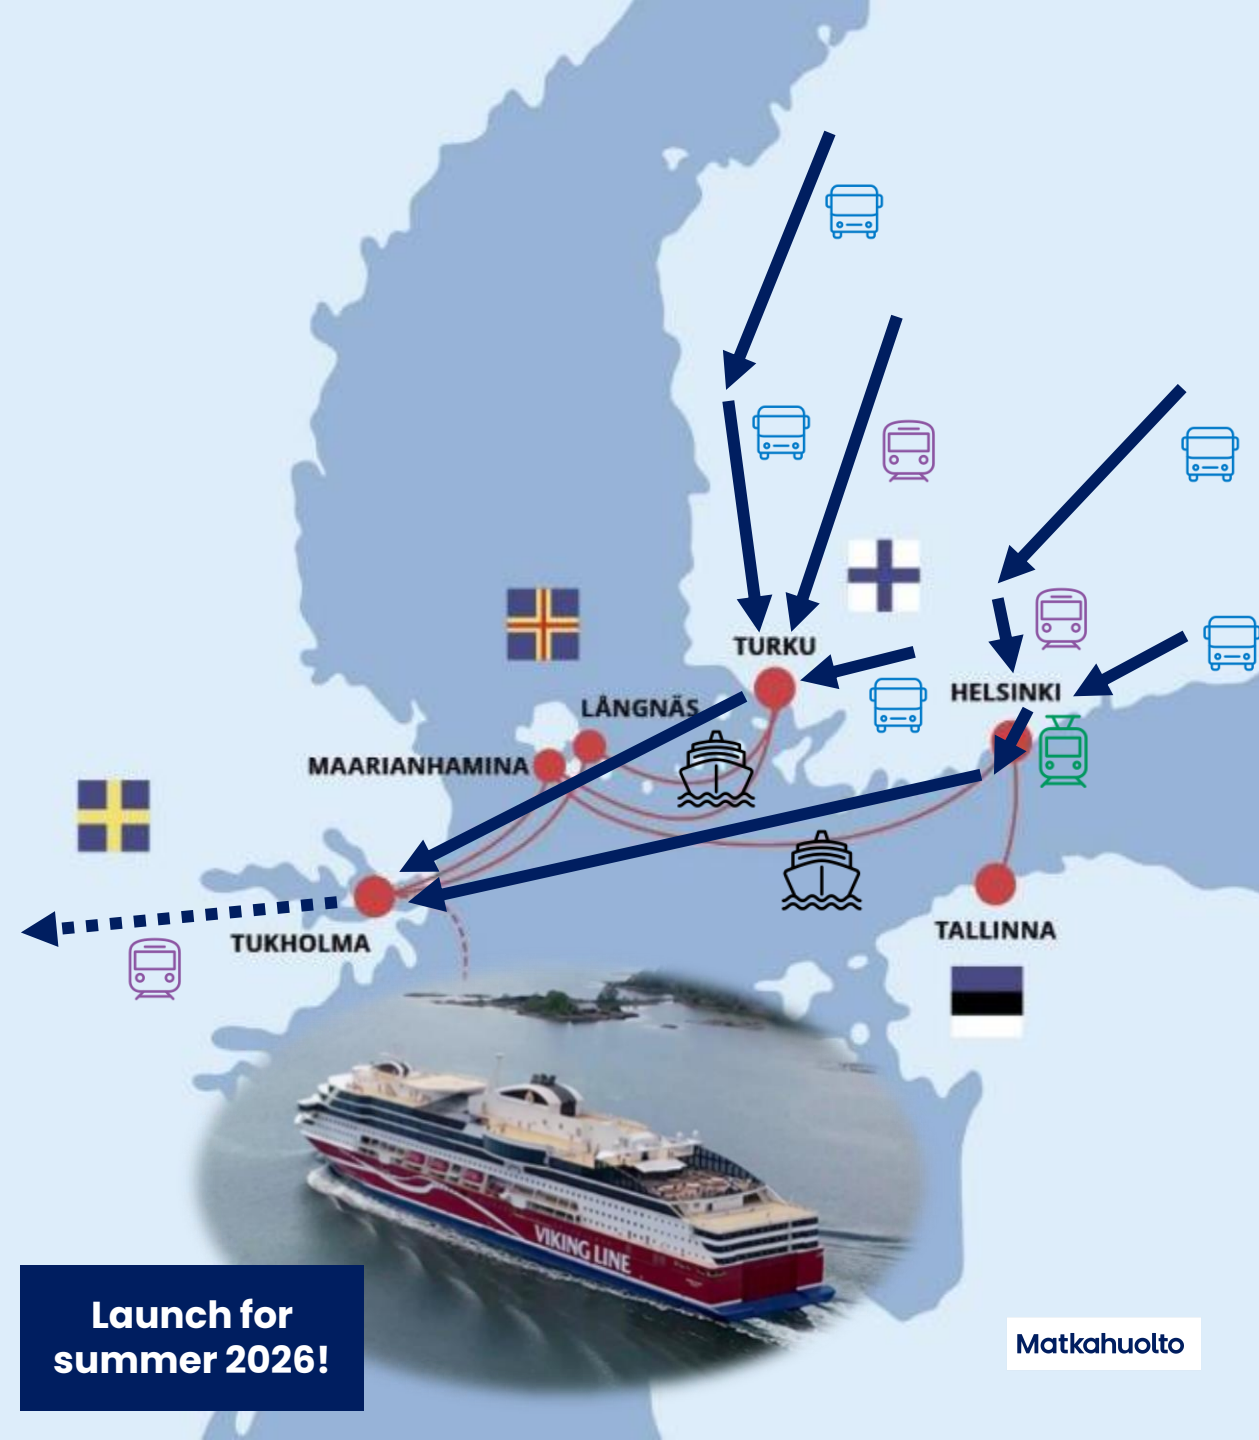 TURKU
HELSINKI
LÅNGNÄS
MAARIANHAMINA
TUKHOLMA
TALLINNA
VIKING LINE
Launch for
summer 2026!
Matkahuolto